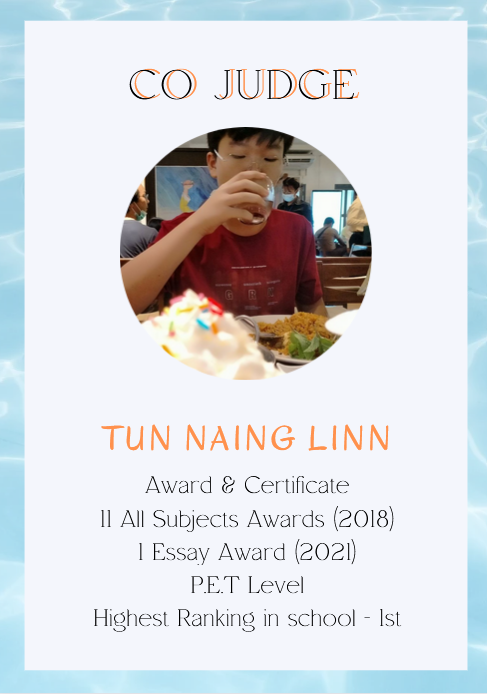 CO JUDGE
TUN NAING LINN
Award & Certificate
11 All Subjects Awards (2018)
1 Essay Award (2021)
P.E.T Level
Highest Ranking in school - 1st